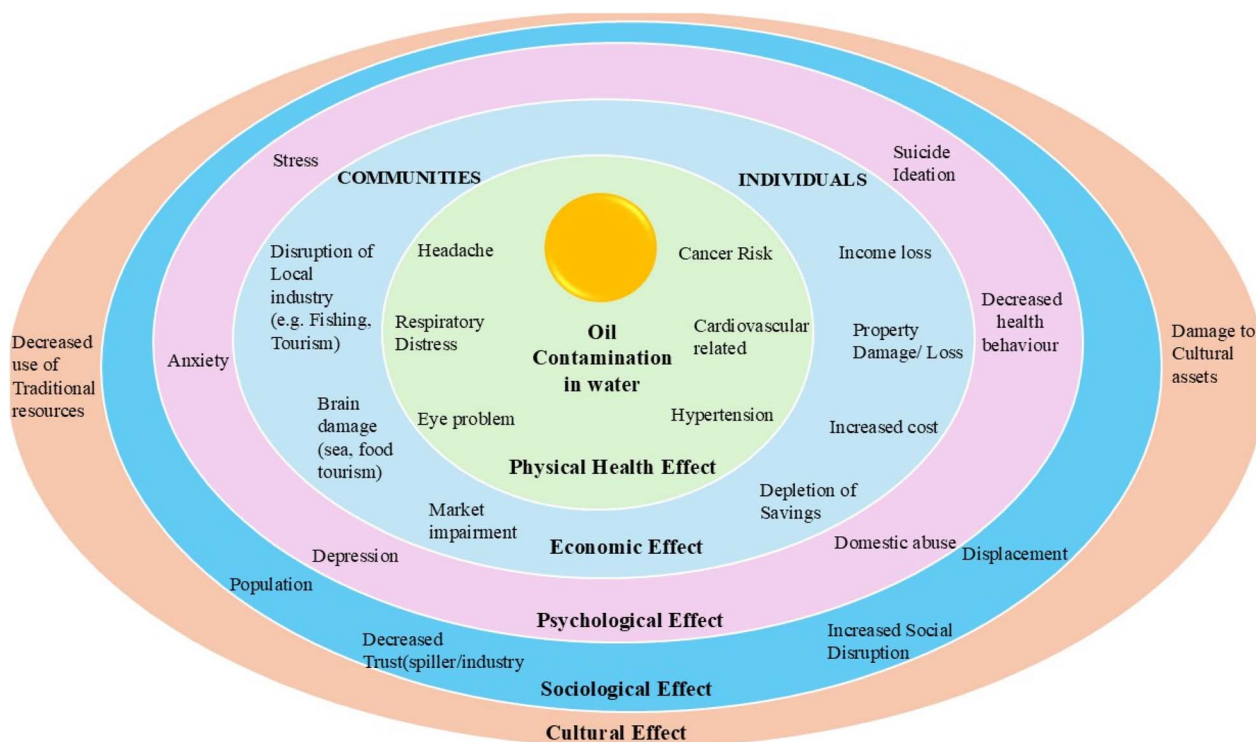 Stress
COMMUNITIES
INDIVIDUALS
Suicide
Ideation
Disruption of
Local
industry
(e.g. Fishing,
Tourism)
Headache
Cancer Risk
Income loss
Decreased
use of
Traditional
resources
Anxiety
Respiratory
Distress
Oil
Contamination
in water
Cardiovascular
related
Property
Damage/ Loss
Decreased
health
behaviour
Damage to
Cultural
assets
Brain
damage
(sea, food
tourism)
Eye problem
Hypertension
Increased cost
Physical Health Effect
Market
impairment
Depletion of
Savings
Economic Effect
Depression
Domestic abuse
Displacement
Population
Psychological Effect
Decreased
Trust(spiller/industry
Increased Social
Disruption
Sociological Effect
Cultural Effect